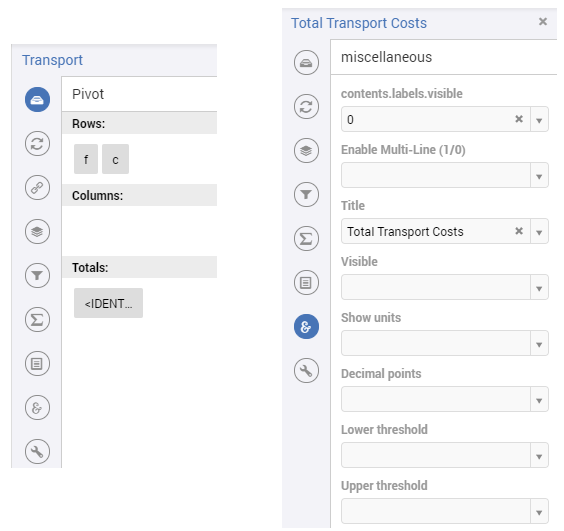 Transport
Pivot
Rows:
f
c
Columns:
Totals:
<IDENT...
Total Transport Costs
miscellaneous
contents.labels.visible
0
Enable Multi-Line (1/0)
Title
Total Transport Costs
Visible
Show units
Decimal points
Lower threshold
Upper threshold